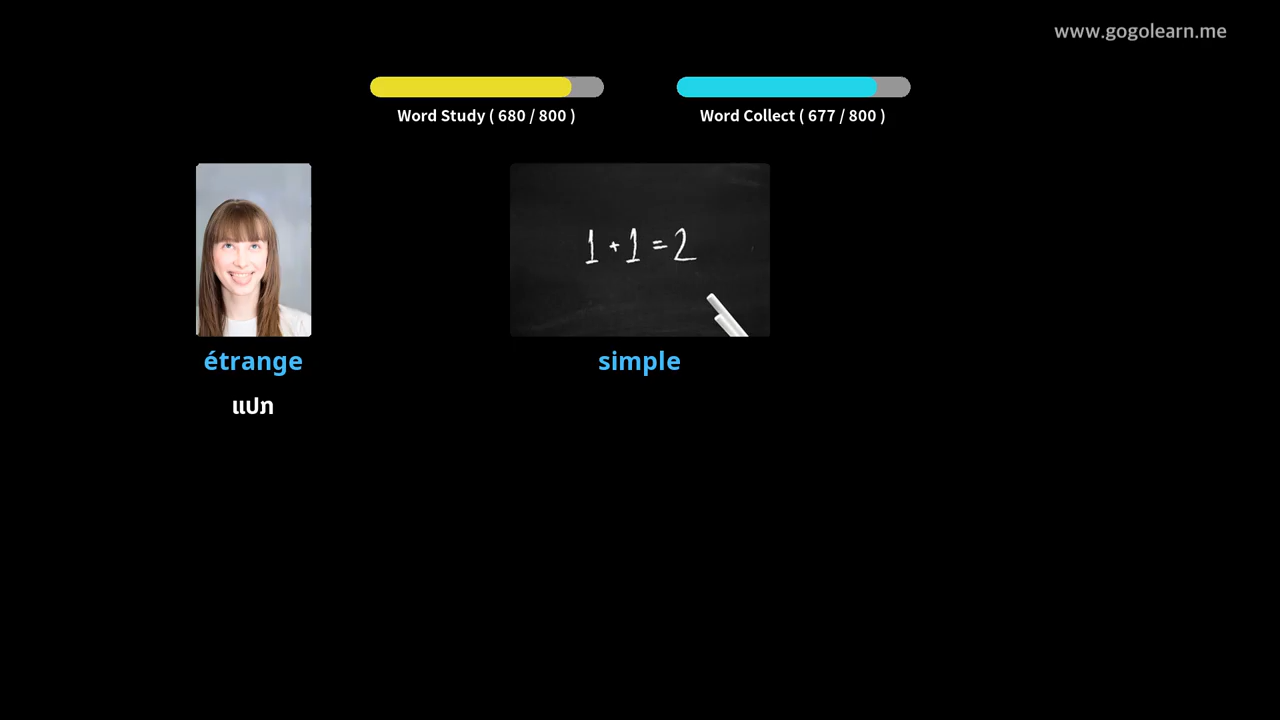 www.gogolearn.me
Word Study ( 680 / 800 )
Word Collect ( 677 / 800 )
1 + 1 = 2
étrange
simple
แปก